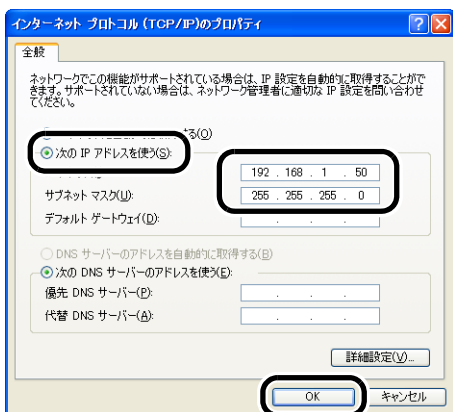 インターネット プロトコル (TCP/IP)のプロパティ
全般
ネットワークでこの機能がサポートされている場合は、IP 設定を自動的に取得することがで
きます。サポートされていない場合は、ネットワーク管理者に適切な IP 設定を問い合わせ
てください。
る(O)
次の IP アドレスを使う(S):
192 . 168 . 1 . 50
サブネット マスク(U): 255 . 255 . 255 . 0
デフォルト ゲートウェイ(D): . . .
DNS サーバーのアドレスを自動的に取得する(B)
次の DNS サーバーのアドレスを使う(E):
優先 DNS サーバー(P): . . .
代替 DNS サーバー(A): . . .
詳細設定(V)...
OK キャンセル